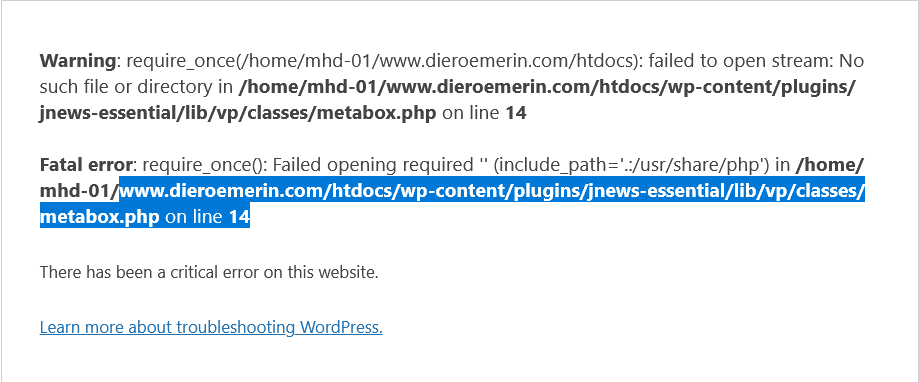 Warning: require_once(/home/mhd-01/www.dieroemerin.com/htdocs): failed to open stream: No
such file or directory in /home/mhd-01/www.dieroemerin.com/htdocs/wp-content/plugins/
jnews-essential/lib/vp/classes/metabox.php on line 14
Fatal error: require_once(): Failed opening required '' (include_path='.:/usr/share/php') in /home/
mhd-01/www.dieroemerin.com/htdocs/wp-content/plugins/jnews-essential/lib/vp/classes/
metabox.php on line 14
There has been a critical error on this website.
Learn more about troubleshooting WordPress.